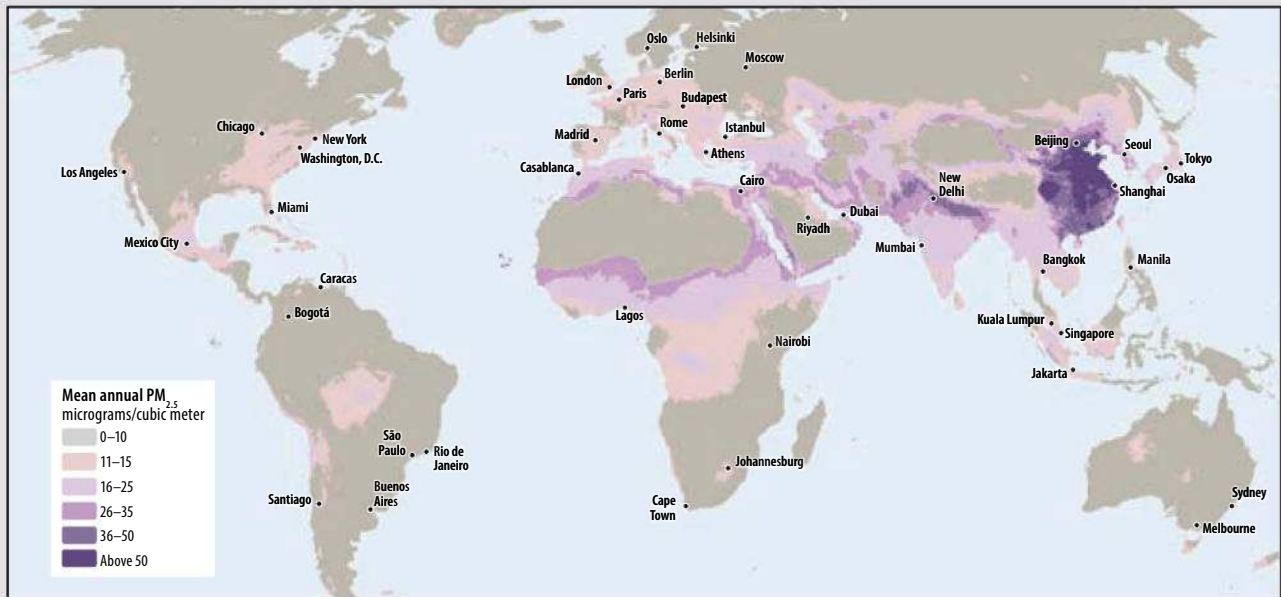 Oslo
Helsinki
Moscow
London
Berlin
Paris
Budapest
Chicago
New York
Rome
Istanbul
Beijing
Seoul
Tokyo
Washington, D.C.
Madrid
Athens
Osaka
Los Angeles
Casablanca
Cairo
New
Delhi
Shanghai
Miami
Dubai
Riyadh
Mexico City
Mumbai
Bangkok
Manila
Caracas
Bogotá
Lagos
Kuala Lumpur
Singapore
Nairobi
Jakarta
Mean annual PM2.5
micrograms/cubic meter
0–10
11–15
16–25
26–35
36–50
Above 50
São
Paulo
Rio de
Janeiro
Johannesburg
Santiago
Buenos
Aires
Cape
Town
Sydney
Melbourne